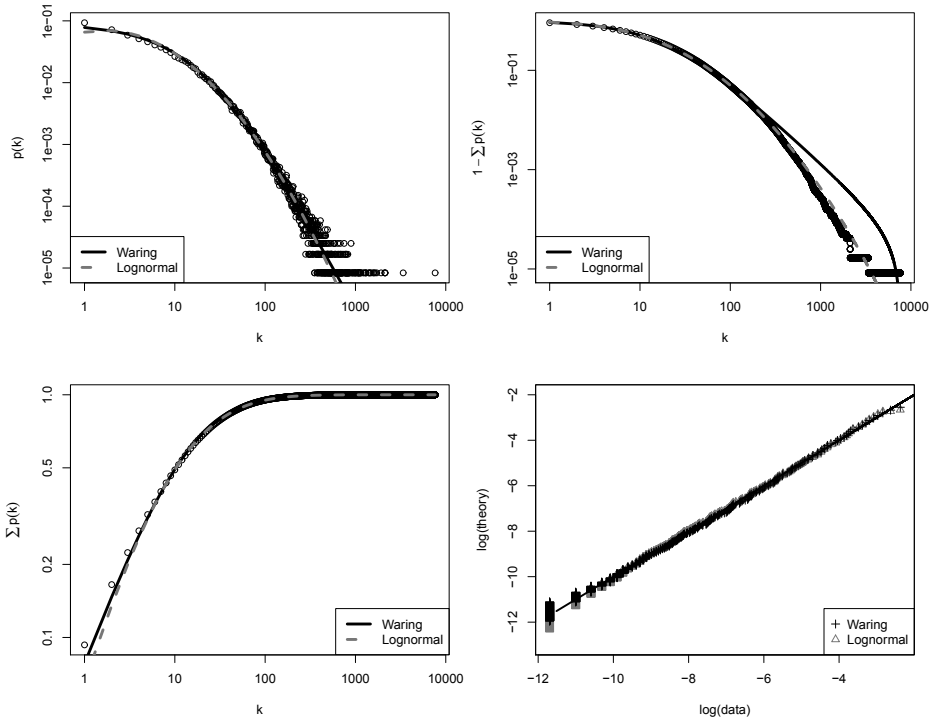 1e−01
1e−02
1e−03
1e−04
1e−05
p(k)
Waring
Lognormal
1 10 100 1000 10000
k
1e−01
1e−03
1e−05
1 − ∑ p(k)
Waring
Lognormal
1 10 100 1000 10000
k
1.0
0.5
0.2
0.1
∑ p(k)
Waring
Lognormal
1 10 100 1000 10000
k
−2
−4
−6
−8
−10
−12
log(theory)
Waring
Lognormal
−12 −10 −8 −6 −4
log(data)